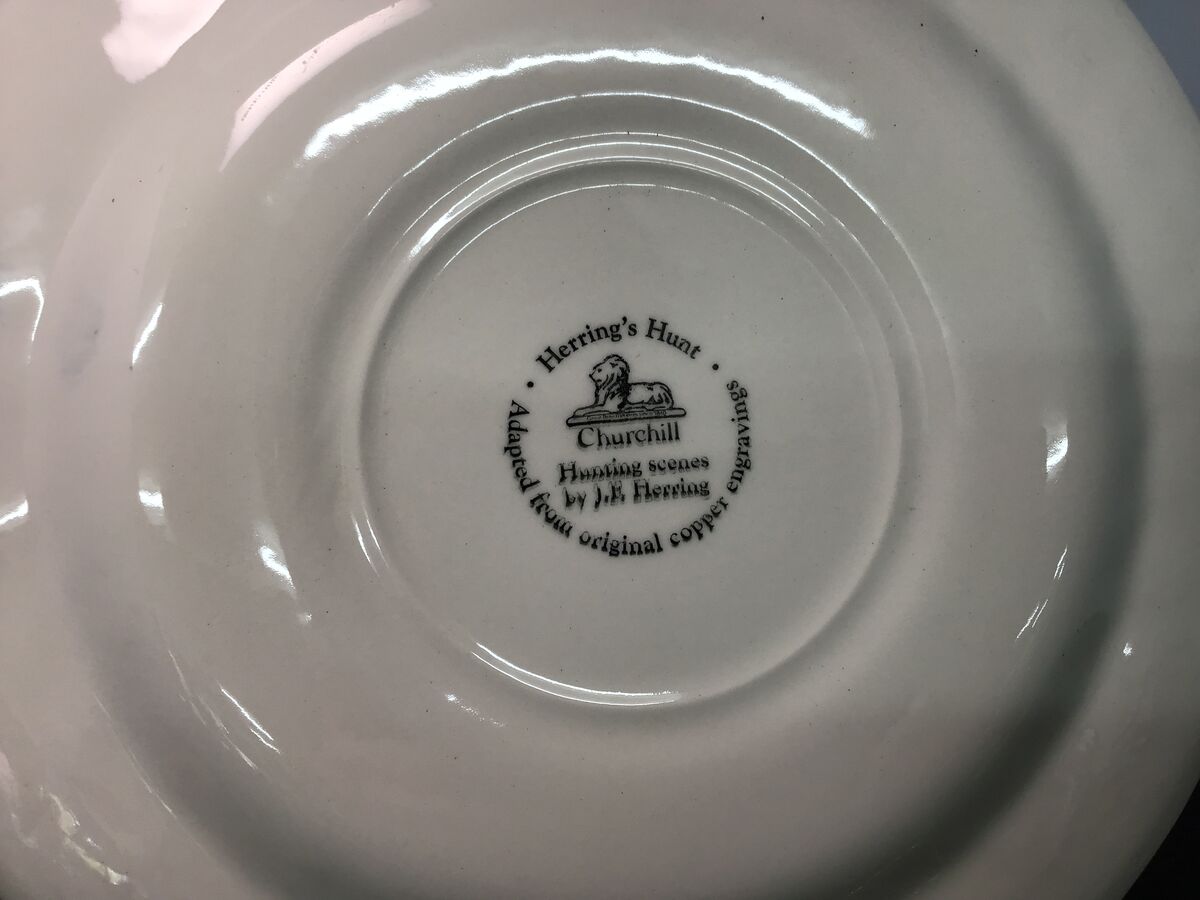 Herring's Hunt
Churchill
Hunting scenes
by J.F. Herring
Adapted from original copper engravings